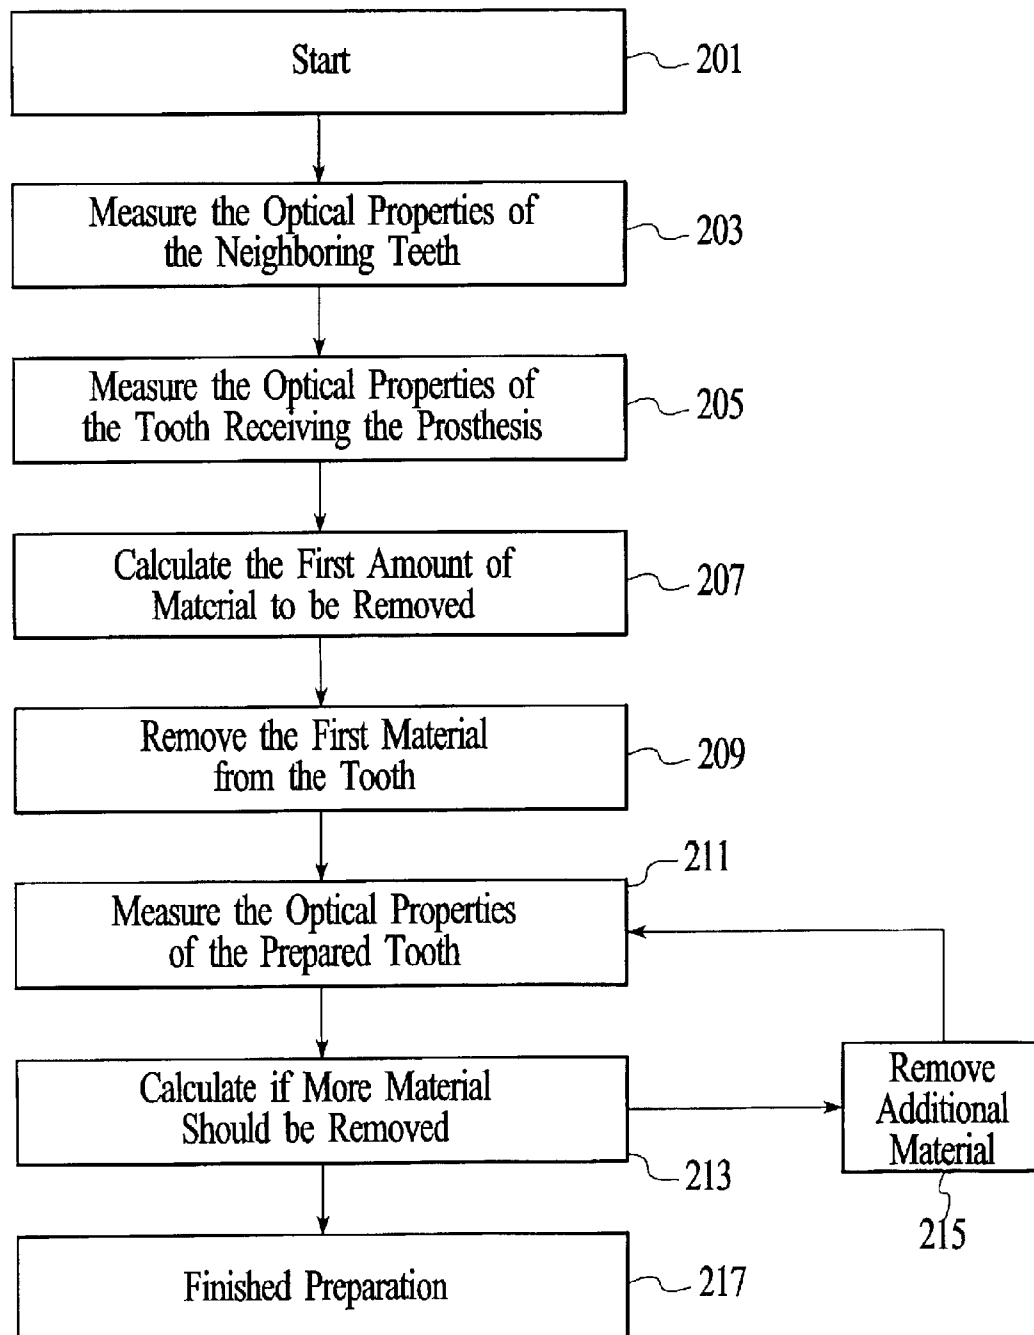 Start
201
Measure the Optical Properties of
the Neighboring Teeth
203
Measure the Optical Properties of
the Tooth Receiving the Prosthesis
205
Calculate the First Amount of
Material to be Removed
207
Remove the First Material
from the Tooth
209
211
Measure the Optical Properties
of the Prepared Tooth
Calculate if More Material
Should be Removed
213
Remove
Additional
Material
215
Finished Preparation
217